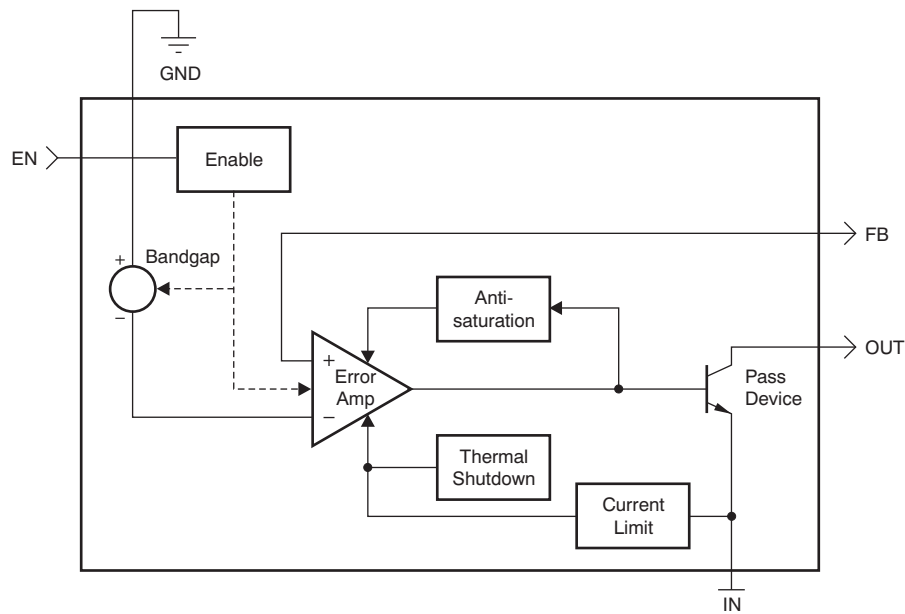 GND
EN
Enable
FB
+
Bandgap
−
Anti-
saturation
OUT
+
Error
Amp
−
Pass
Device
Thermal
Shutdown
Current
Limit
IN